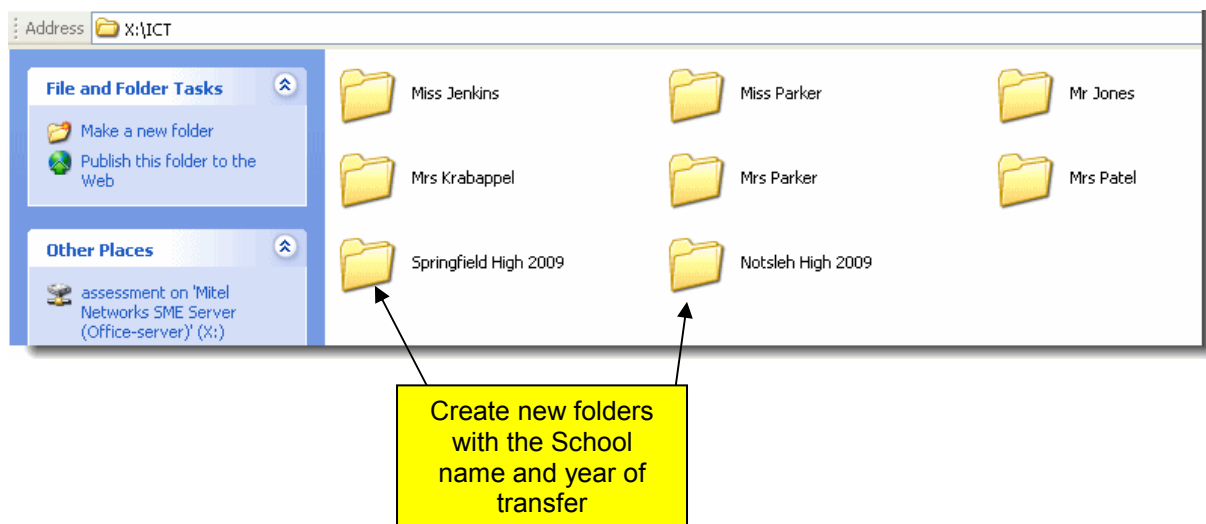 Address X:\ICT
File and Folder Tasks
Make a new folder
Publish this folder to the
Web
Other Places
assessment on 'Mitel
Networks SME Server
(Office-server)' (X:)
Miss Jenkins
Miss Parker
Mr Jones
Mrs Krabappel
Mrs Parker
Mrs Patel
Springfield High 2009
Notsleh High 2009
Create new folders
with the School
name and year of
transfer